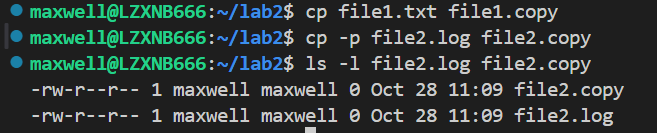 maxwell@LZXNB666:~/lab2$ cp file1.txt file1.copy
maxwell@LZXNB666:~/lab2$ cp -p file2.log file2.copy
maxwell@LZXNB666:~/lab2$ ls -l file2.log file2.copy
-rw-r--r-- 1 maxwell maxwell 0 Oct 28 11:09 file2.copy
-rw-r--r-- 1 maxwell maxwell 0 Oct 28 11:09 file2.log